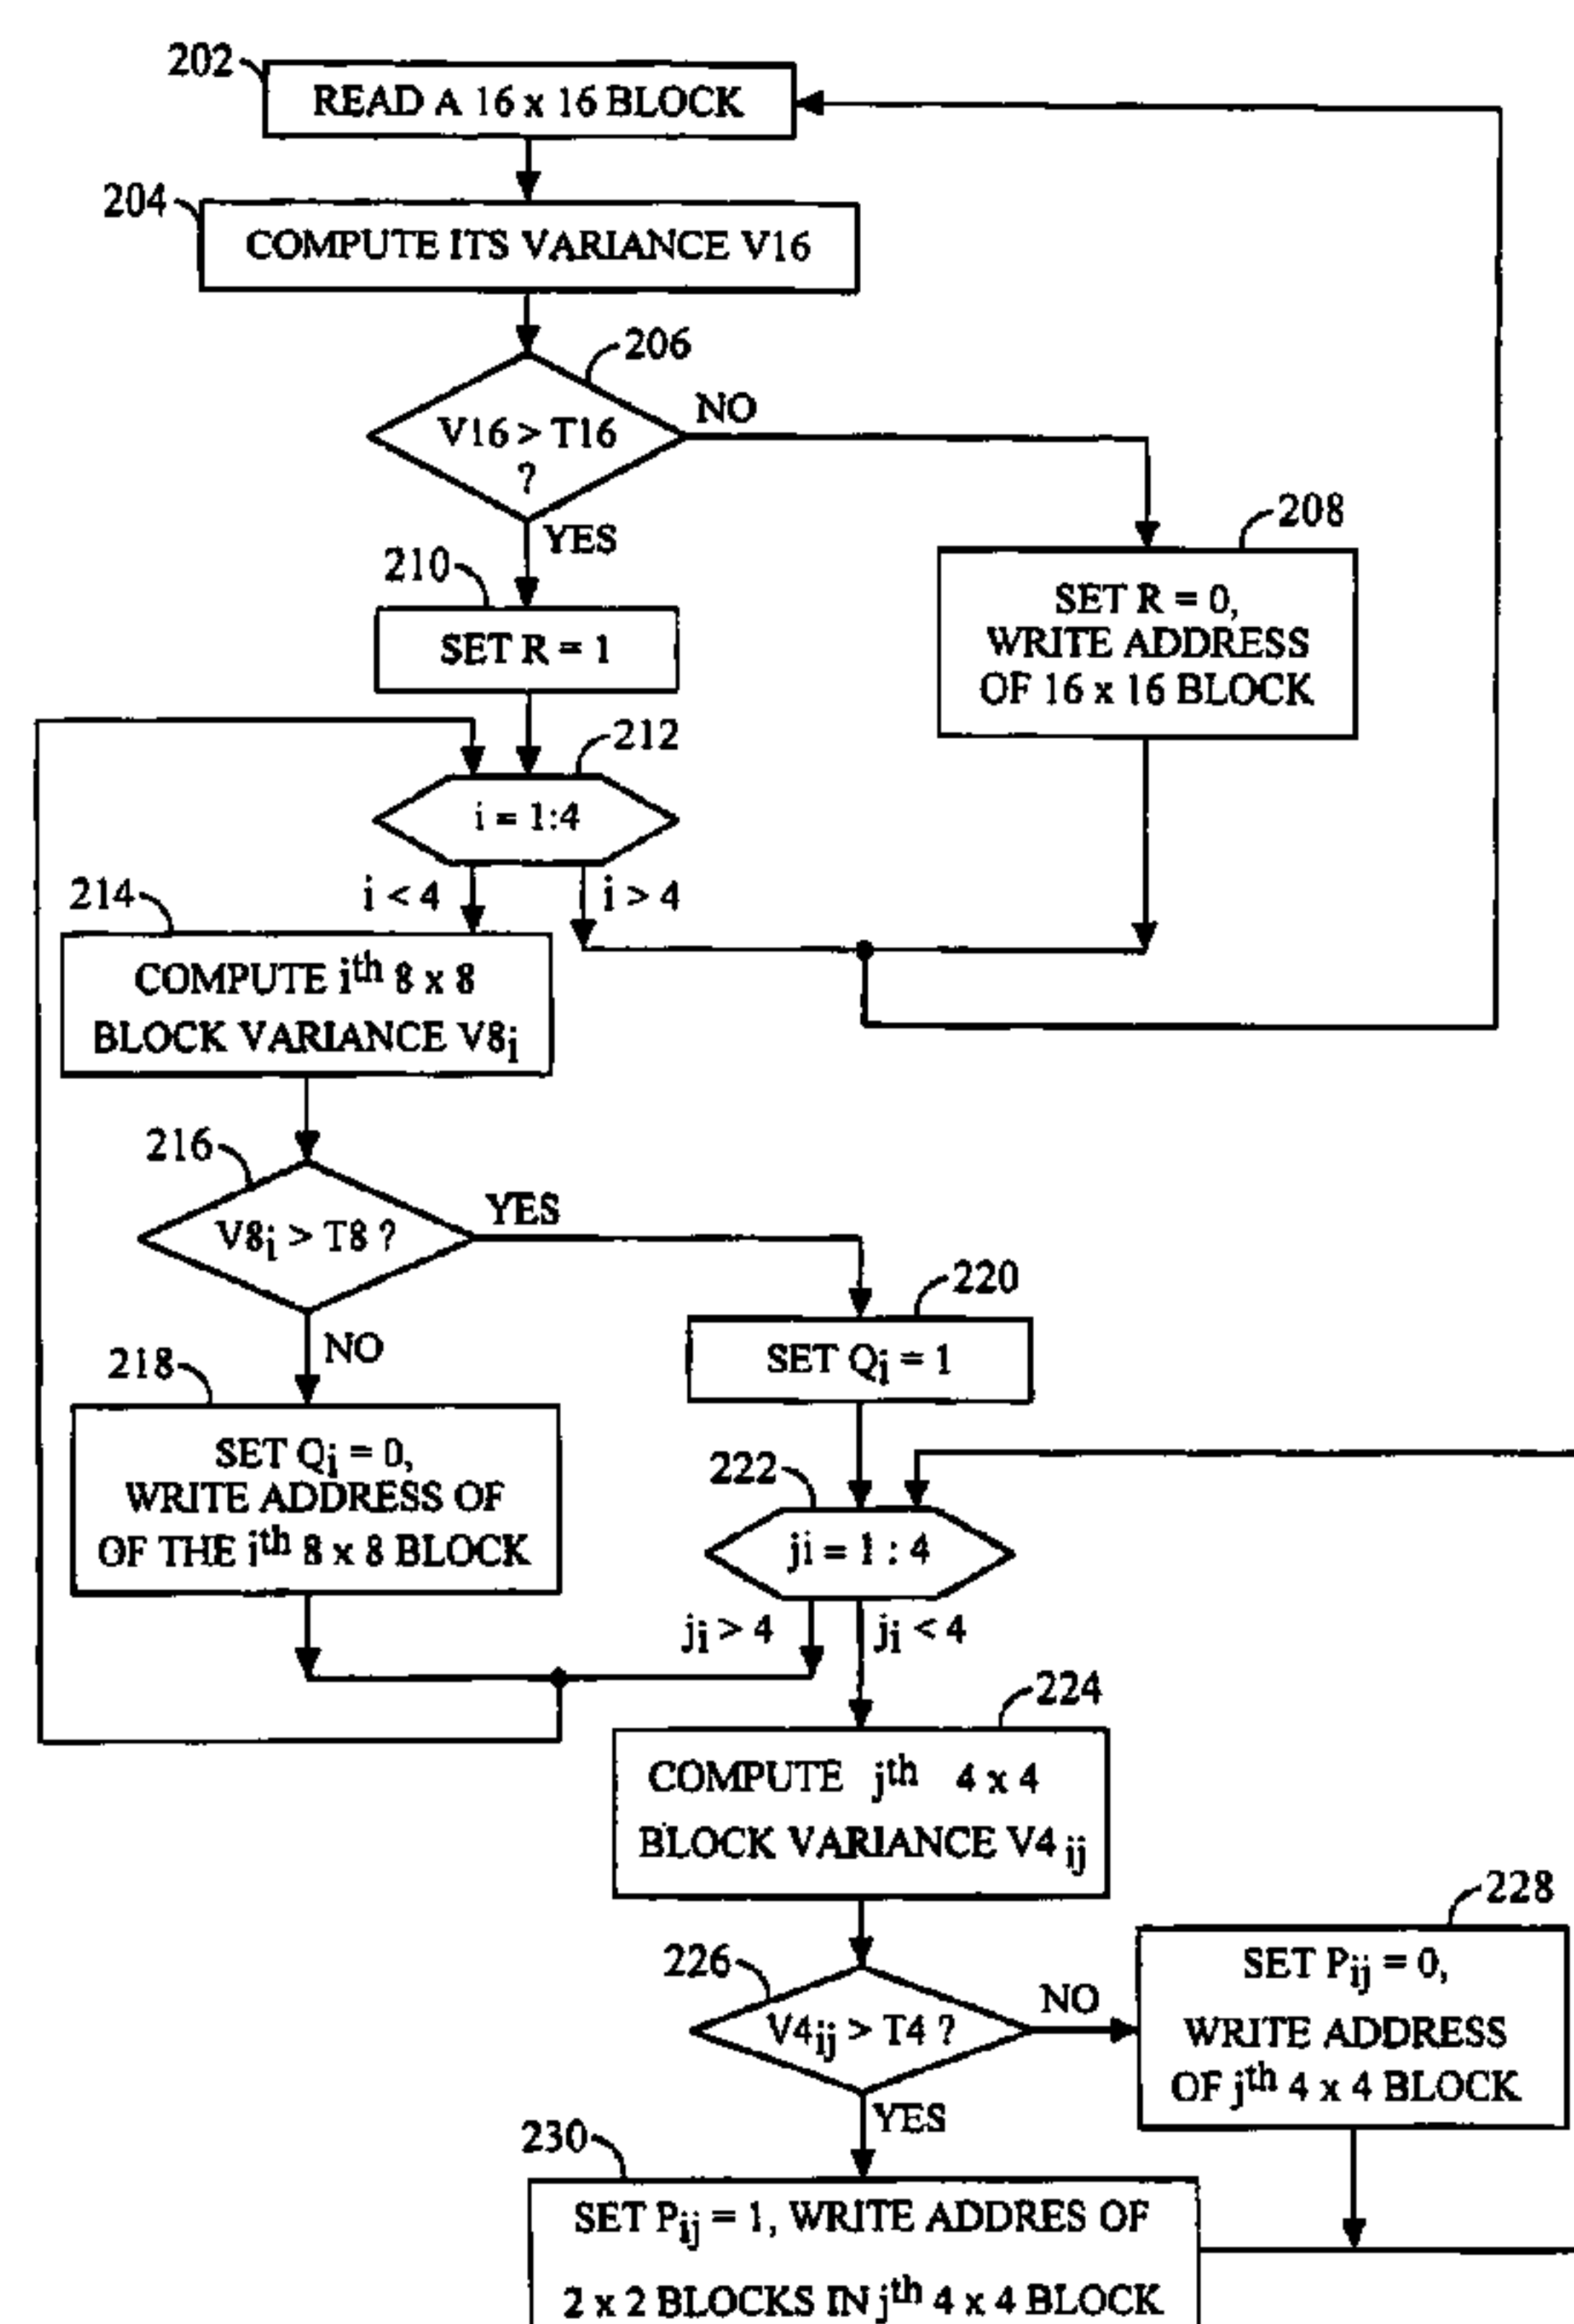 202
READ A 16 x 16 BLOCK
204
COMPUTE ITS VARIANCE V16
206
V16 > T16
?
NO
YES
208
SET R = 0,
WRITE ADDRESS
OF 16 x 16 BLOCK
210
SET R = 1
212
i = 1:4
i < 4
i > 4
214
COMPUTE ith 8 x 8
BLOCK VARIANCE V8i
216
V8i > T8 ?
YES
NO
220
SET Qi = 1
218
SET Qi = 0,
WRITE ADDRESS OF
OF THE ith 8 x 8 BLOCK
222
ji = 1 : 4
ji > 4
ji < 4
224
COMPUTE jth 4 x 4
BLOCK VARIANCE V4 ij
226
V4ij > T4 ?
NO
YES
228
SET Pij = 0,
WRITE ADDRESS
OF jth 4 x 4 BLOCK
230
SET Pij = 1, WRITE ADDRES OF
2 x 2 BLOCKS IN jth 4 x 4 BLOCK